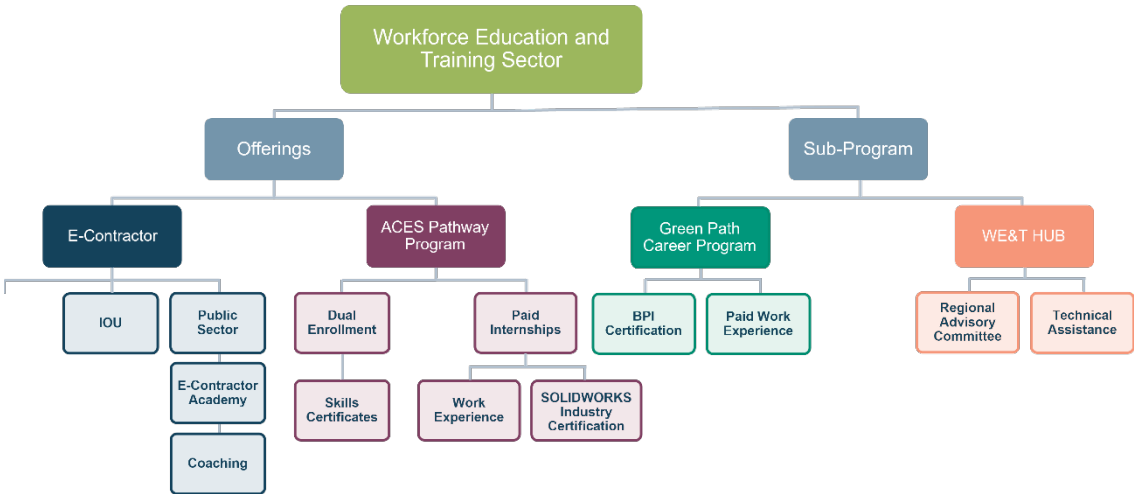 Workforce Education and
Training Sector
Offerings
Sub-Program
E-Contractor
ACES Pathway
Program
Green Path
Career Program
WE&T HUB
IOU
Public
Sector
Dual
Enrollment
Paid
Internships
BPI
Certification
Paid Work
Experience
Regional
Advisory
Committee
Technical
Assistance
E-Contractor
Academy
Skills
Certificates
Work
Experience
SOLIDWORKS
Industry
Certification
Coaching